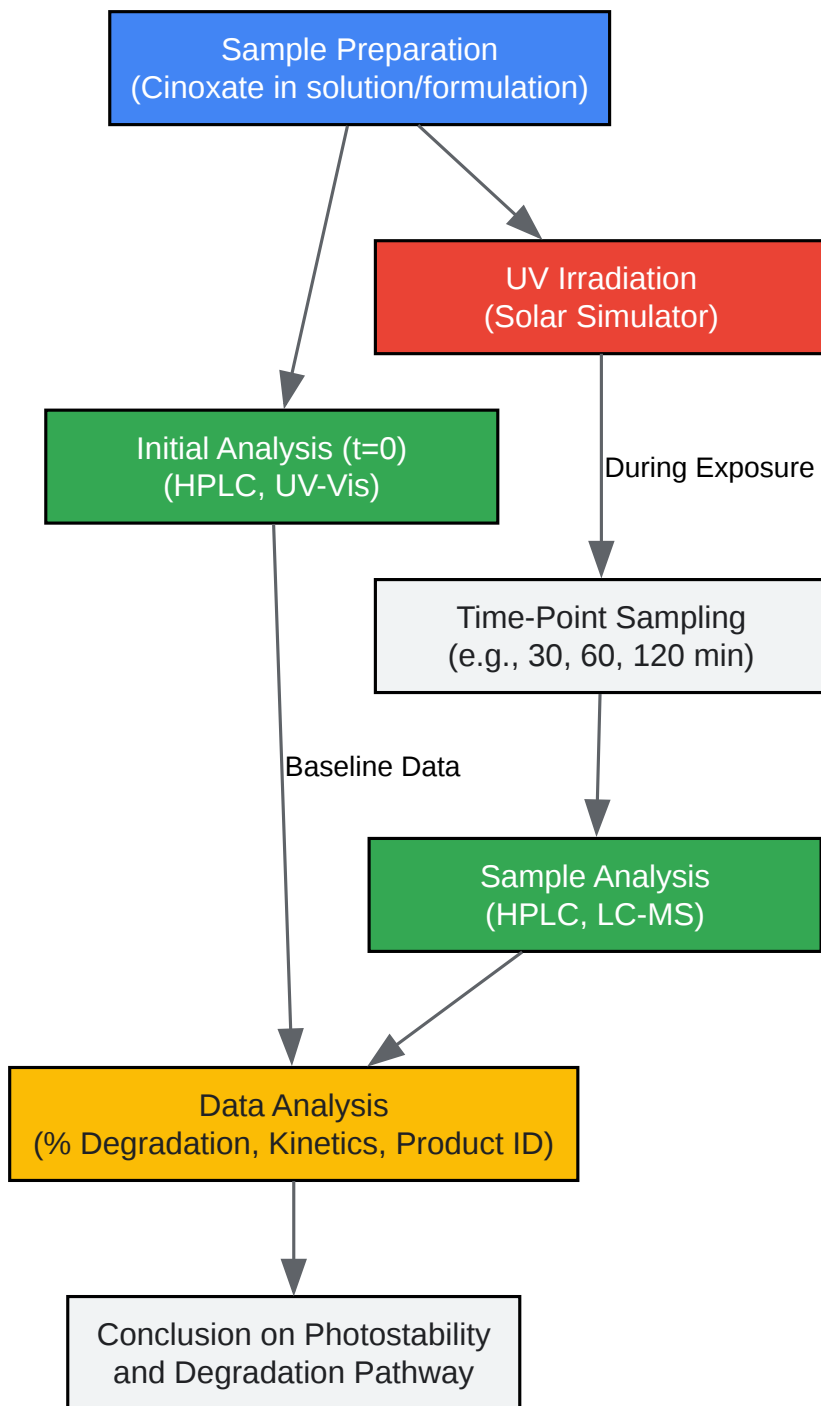 Sample Preparation
(Cinoxate in solution/formulation)
UV Irradiation
(Solar Simulator)
Initial Analysis (t=0)
(HPLC, UV-Vis)
During Exposure
Time-Point Sampling
(e.g., 30, 60, 120 min)
Baseline Data
Sample Analysis
(HPLC, LC-MS)
Data Analysis
(% Degradation, Kinetics, Product ID)
Conclusion on Photostability
and Degradation Pathway